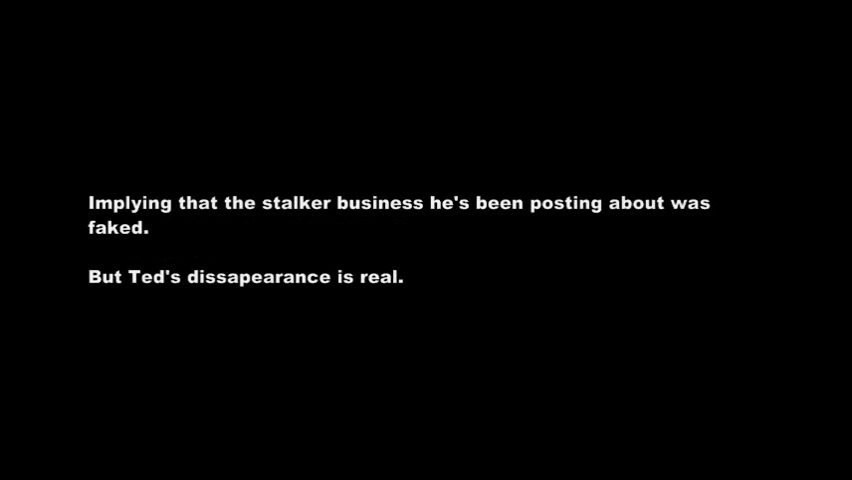 Implying that the stalker business he's been posting about was
faked.
But Ted's dissapearance is real.